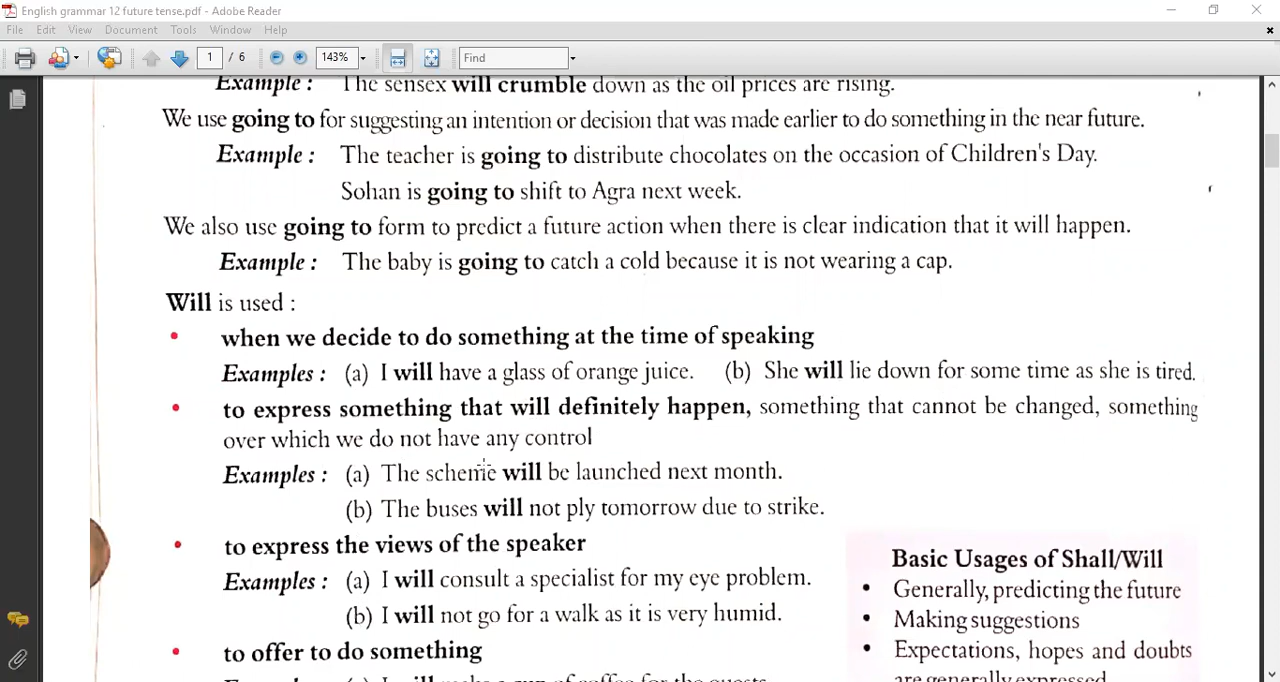 English grammar 12 future tense.pdf - Adobe Reader
File Edit View Document Tools Window Help
1 / 6 143% Find
Example : The sensex will crumble down as the oil prices are rising.
We use going to for suggesting an intention or decision that was made earlier to do something in the near future.
Example : The teacher is going to distribute chocolates on the occasion of Children's Day.
Sohan is going to shift to Agra next week.
We also use going to form to predict a future action when there is clear indication that it will happen.
Example : The baby is going to catch a cold because it is not wearing a cap.
Will is used :
• when we decide to do something at the time of speaking
Examples : (a) I will have a glass of orange juice. (b) She will lie down for some time as she is tired.
• to express something that will definitely happen, something that cannot be changed, something
over which we do not have any control
Examples : (a) The scheme will be launched next month.
(b) The buses will not ply tomorrow due to strike.
• to express the views of the speaker
Examples : (a) I will consult a specialist for my eye problem.
(b) I will not go for a walk as it is very humid.
• to offer to do something
Basic Usages of Shall/Will
• Generally, predicting the future
• Making suggestions
• Expectations, hopes and doubts
are generally expressed